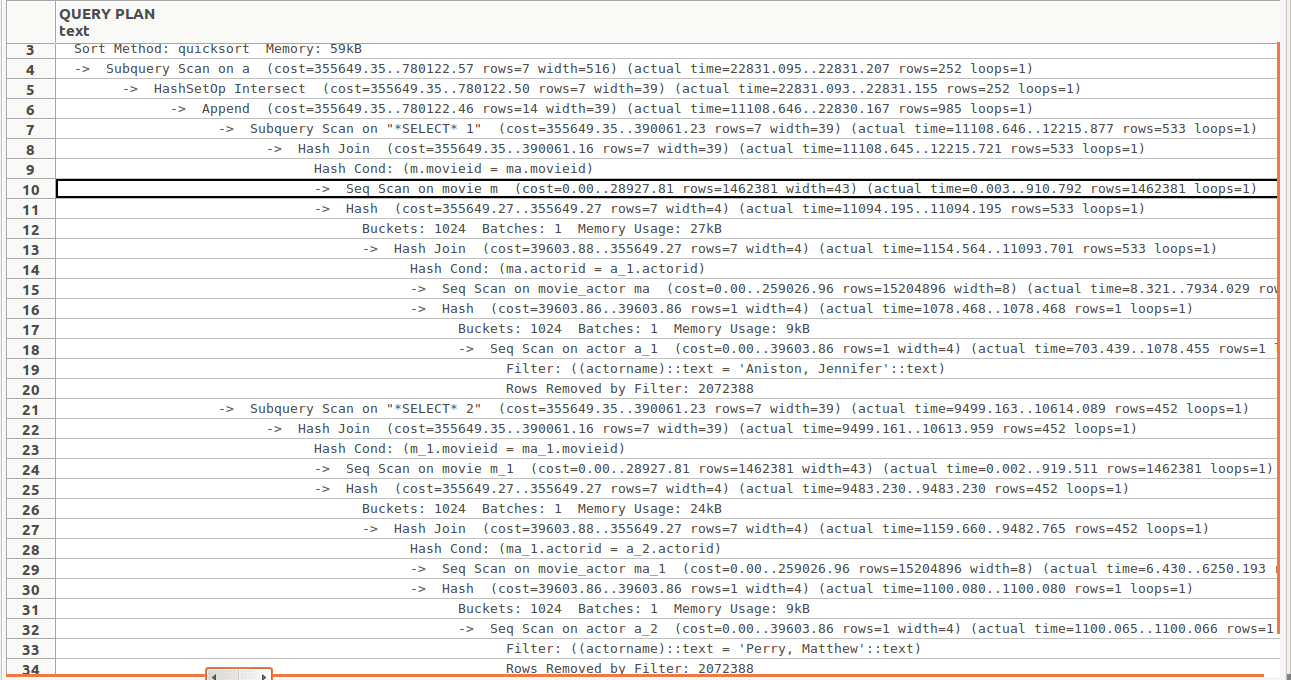 QUERY PLAN
text
3 Sort Method: quicksort Memory: 59kB
4 -> Subquery Scan on a (cost=355649.35..780122.57 rows=7 width=516) (actual time=22831.095..22831.207 rows=252 loops=1)
5 -> HashSetOp Intersect (cost=355649.35..780122.50 rows=7 width=39) (actual time=22831.093..22831.155 rows=252 loops=1)
6 -> Append (cost=355649.35..780122.46 rows=14 width=39) (actual time=11108.646..22830.167 rows=985 loops=1)
7 -> Subquery Scan on "*SELECT* 1" (cost=355649.35..390061.23 rows=7 width=39) (actual time=11108.646..12215.877 rows=533 loops=1)
8 -> Hash Join (cost=355649.35..390061.16 rows=7 width=39) (actual time=11108.645..12215.721 rows=533 loops=1)
9 Hash Cond: (m.movieid = ma.movieid)
10 -> Seq Scan on movie m (cost=0.00..28927.81 rows=1462381 width=43) (actual time=0.003..910.792 rows=1462381 loops=1)
11 -> Hash (cost=355649.27..355649.27 rows=7 width=4) (actual time=11094.195..11094.195 rows=533 loops=1)
12 Buckets: 1024 Batches: 1 Memory Usage: 27kB
13 -> Hash Join (cost=39603.88..355649.27 rows=7 width=4) (actual time=1154.564..11093.701 rows=533 loops=1)
14 Hash Cond: (ma.actorid = a_1.actorid)
15 -> Seq Scan on movie_actor ma (cost=0.00..259026.96 rows=15204896 width=8) (actual time=8.321..7934.029
16 -> Hash (cost=39603.86..39603.86 rows=1 width=4) (actual time=1078.468..1078.468 rows=1 loops=1)
17 Buckets: 1024 Batches: 1 Memory Usage: 9kB
18 -> Seq Scan on actor a_1 (cost=0.00..39603.86 rows=1 width=4) (actual time=703.439..1078.455 rows=1
19 Filter: ((actorname)::text = 'Aniston, Jennifer'::text)
20 Rows Removed by Filter: 2072388
21 -> Subquery Scan on "*SELECT* 2" (cost=355649.35..390061.23 rows=7 width=39) (actual time=9499.163..10614.089 rows=452 loops=1)
22 -> Hash Join (cost=355649.35..390061.16 rows=7 width=39) (actual time=9499.161..10613.959 rows=452 loops=1)
23 Hash Cond: (m_1.movieid = ma_1.movieid)
24 -> Seq Scan on movie m_1 (cost=0.00..28927.81 rows=1462381 width=43) (actual time=0.002..919.511 rows=1462381 loops=1)
25 -> Hash (cost=355649.27..355649.27 rows=7 width=4) (actual time=9483.230..9483.230 rows=452 loops=1)
26 Buckets: 1024 Batches: 1 Memory Usage: 24kB
27 -> Hash Join (cost=39603.88..355649.27 rows=7 width=4) (actual time=1159.660..9482.765 rows=452 loops=1)
28 Hash Cond: (ma_1.actorid = a_2.actorid)
29 -> Seq Scan on movie_actor ma_1 (cost=0.00..259026.96 rows=15204896 width=8) (actual time=6.430..6250.193
30 -> Hash (cost=39603.86..39603.86 rows=1 width=4) (actual time=1100.080..1100.080 rows=1 loops=1)
31 Buckets: 1024 Batches: 1 Memory Usage: 9kB
32 -> Seq Scan on actor a_2 (cost=0.00..39603.86 rows=1 width=4) (actual time=1100.065..1100.066 rows=1
33 Filter: ((actorname)::text = 'Perry, Matthew'::text)
34 Rows Removed by Filter: 2072388